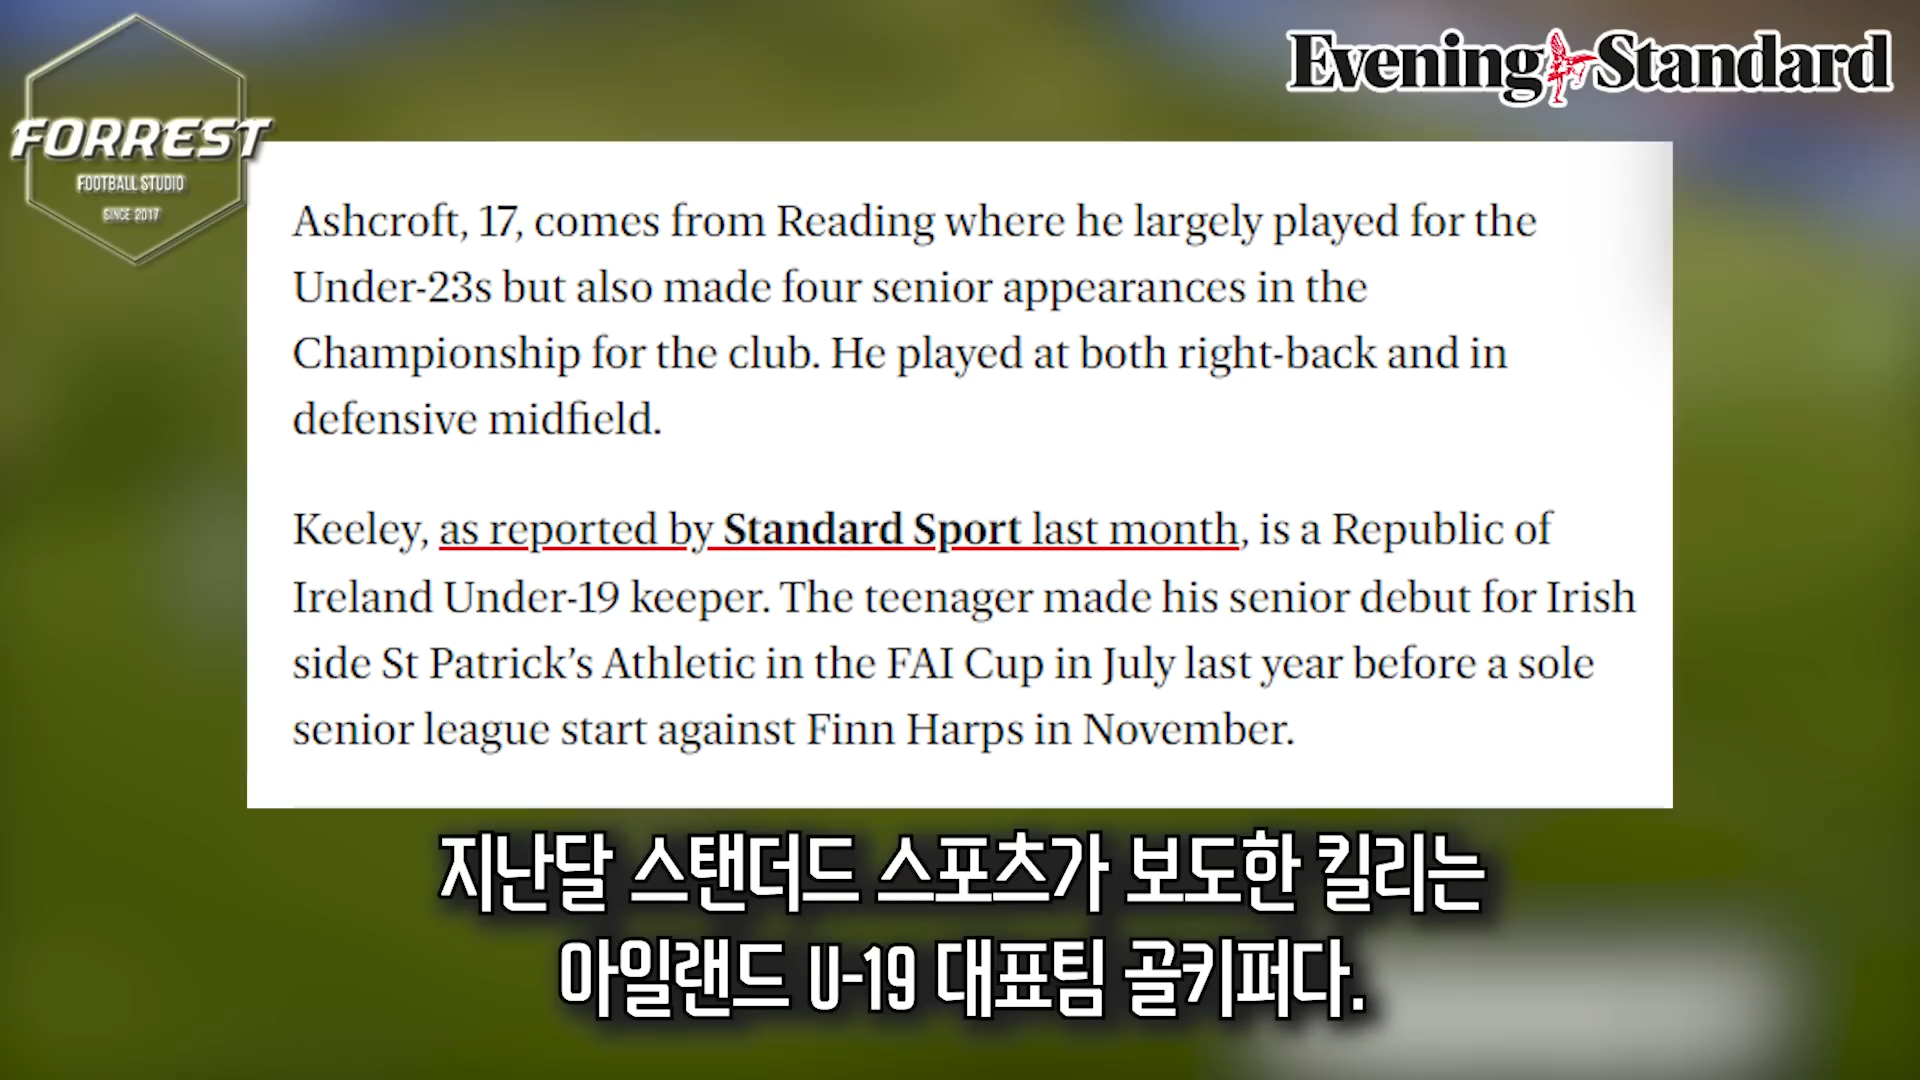 FORREST
FOOTBALL STUDIO
SINCE 2017
Evening Standard
Ashcroft, 17, comes from Reading where he largely played for the
Under-23s but also made four senior appearances in the
Championship for the club. He played at both right-back and in
defensive midfield.
Keeley, as reported by Standard Sport last month, is a Republic of
Ireland Under-19 keeper. The teenager made his senior debut for Irish
side St Patrick’s Athletic in the FAI Cup in July last year before a sole
senior league start against Finn Harps in November.
지난달 스탠더드 스포츠가 보도한 킬리는
아일랜드 U-19 대표팀 골키퍼다.